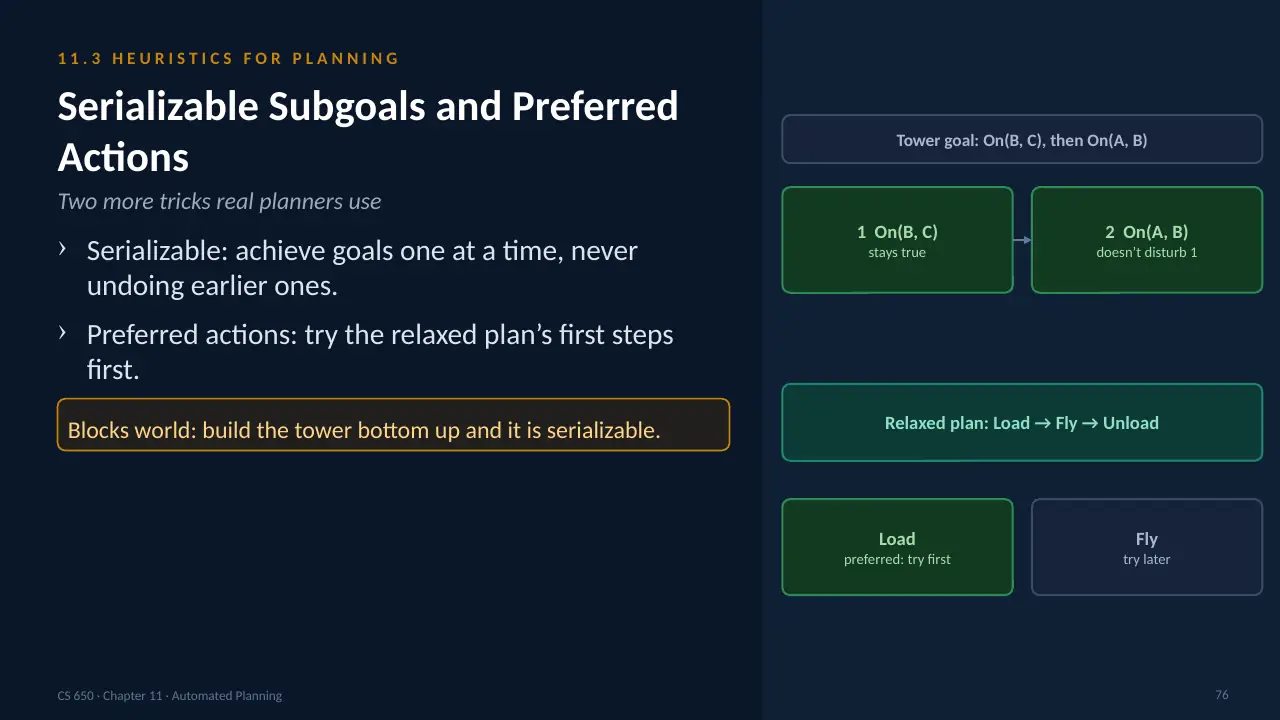 11.3 HEURISTICS FOR PLANNING
Serializable Subgoals and Preferred
Actions
Two more tricks real planners use
› Serializable: achieve goals one at a time, never
undoing earlier ones.
› Preferred actions: try the relaxed plan’s first steps
first.
Blocks world: build the tower bottom up and it is serializable.
Tower goal: On(B, C), then On(A, B)
1 On(B, C)
stays true
2 On(A, B)
doesn’t disturb 1
Relaxed plan: Load → Fly → Unload
Load
preferred: try first
Fly
try later
CS 650 · Chapter 11 · Automated Planning
76